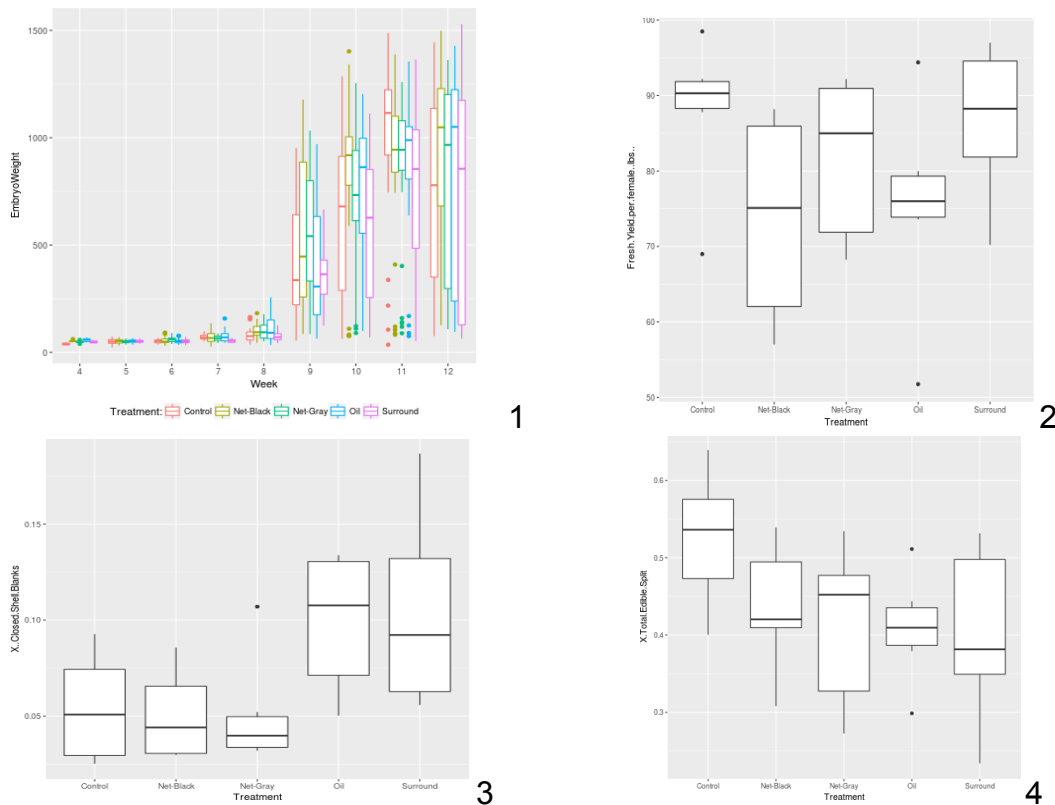 1500
1000
500
0
EmbryoWeight
4 5 6 7 8 9 10 11 12
Week
Treatment: Control Net-Black Net-Gray Oil Surround
1
100
90
80
70
60
50
Fresh.Yield.per.female..lbs..
Control Net-Black Net-Gray Oil Surround
Treatment
2
0.15
0.10
0.05
X..Closed.Shell.Blanks
Control Net-Black Net-Gray Oil Surround
Treatment
3
0.6
0.5
0.4
0.3
X.Total.Edible.Split
Control Net-Black Net-Gray Oil Surround
Treatment
4